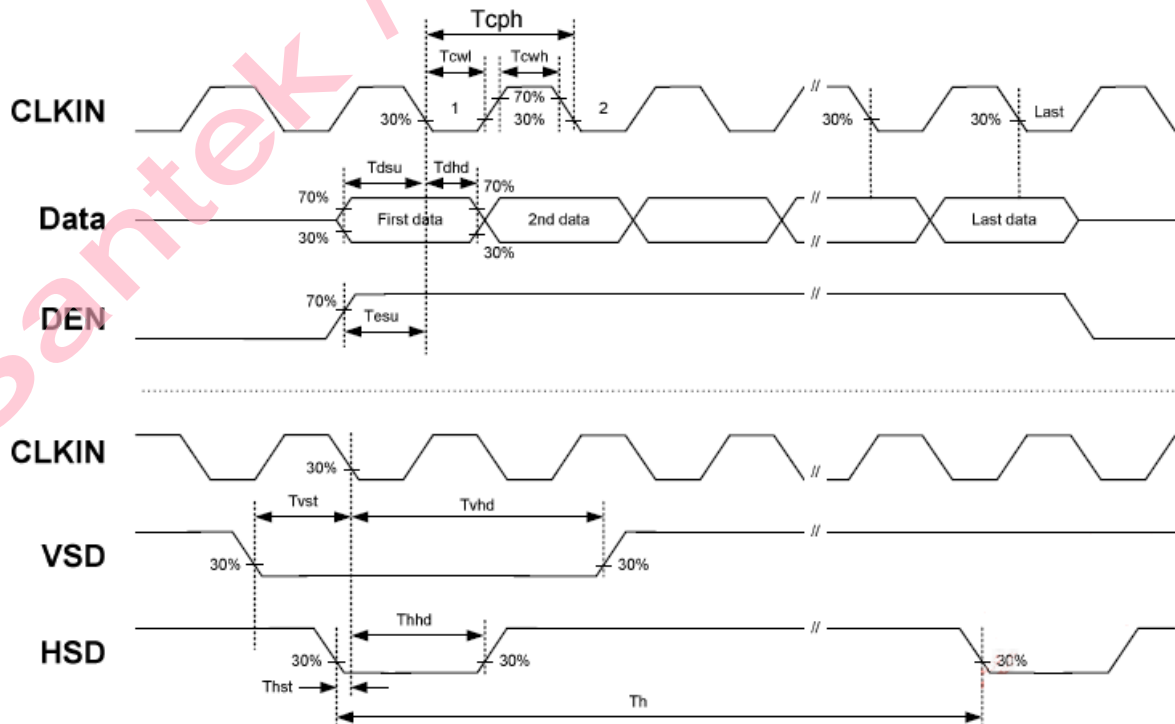 Tcph
Tcwl Tcwh
CLKIN 30% 1 70% 30% 2 // 30% 30% Last
Tdsu Tdhd
70% 70%
Data First data 2nd data // // Last data
30% 30%
DEN 70% //
Tesu
CLKIN 30% //
Tvst Tvhd
VSD 30% 30% //
Thhd
HSD 30% 30% // 30%
Thst
Th
Santek